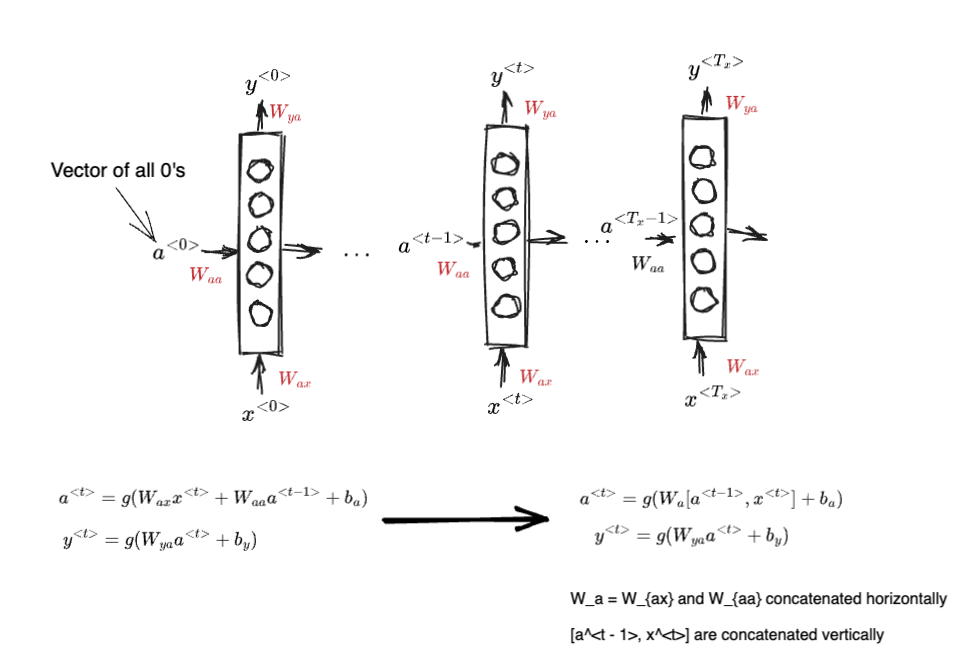 y^{<0>}
W_{ya}
Vector of all 0's
a^{<0>}
W_{aa}
W_{ax}
x^{<0>}
...
y^{<t>}
W_{ya}
a^{<t-1>}
W_{aa}
W_{ax}
x^{<t>}
...
y^{<T_x>}
W_{ya}
a^{<T_x-1>}
W_{aa}
W_{ax}
x^{<T_x>}
a^{<t>} = g(W_{ax}x^{<t>} + W_{aa}a^{<t-1>} + b_a)
y^{<t>} = g(W_{ya}a^{<t>} + b_y)
a^{<t>} = g(W_a[a^{<t-1>}, x^{<t>}] + b_a)
y^{<t>} = g(W_{ya}a^{<t>} + b_y)
W_a = W_{ax} and W_{aa} concatenated horizontally
[a^<t - 1>, x^<t>] are concatenated vertically